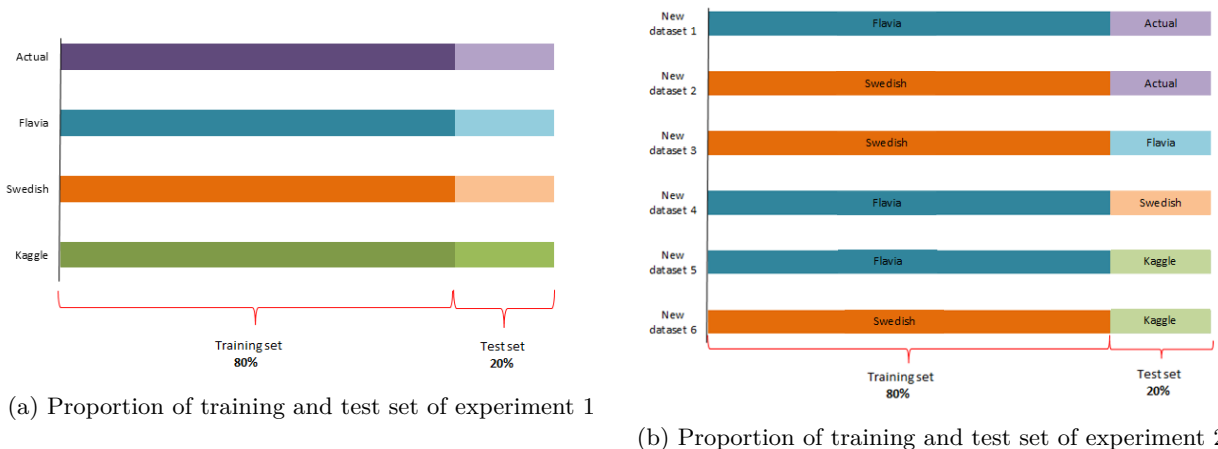 Actual
Flavia
Swedish
Kaggle
Training set
80%
Test set
20%
(a) Proportion of training and test set of experiment 1
New
dataset 1
Flavia
Actual
New
dataset 2
Swedish
Actual
New
dataset 3
Swedish
Flavia
New
dataset 4
Flavia
Swedish
New
dataset 5
Flavia
Kaggle
New
dataset 6
Swedish
Kaggle
Training set
80%
Test set
20%
(b) Proportion of training and test set of experiment 2